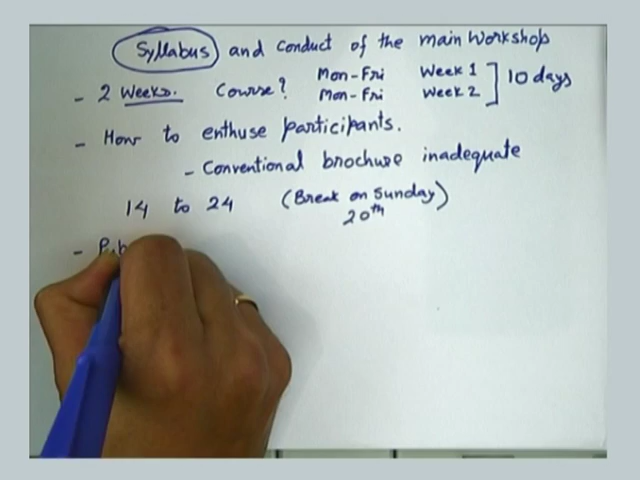 Syllabus and conduct of the main workshop
- 2 Weeks. Course? Mon-Fri Week 1 ] 10 days
Mon-Fri Week 2
- How to enthuse participants.
- Conventional brochure inadequate
14 to 24 (Break on Sunday)
20th
- Pub